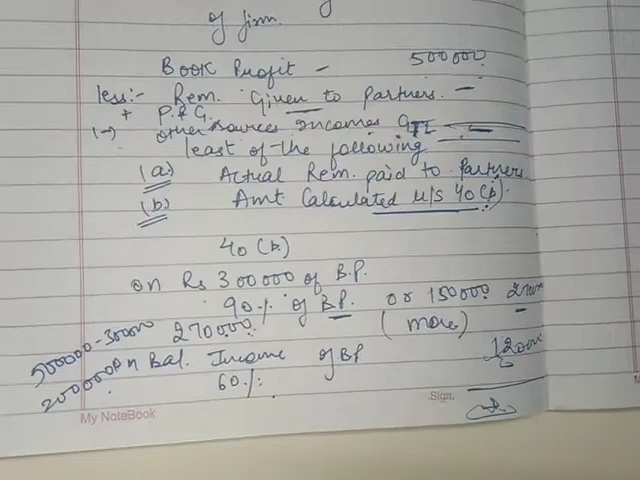 of firm.
Book Profit - 500000
less:- Rem. Given to Partners. -
+ P.& G.
(-) other sources Incomes GTI
least of the following
(a) Actual Rem. paid to Partners
(b) Amt Calculated u/s 40(b).
40(b)
on Rs 300000 of B.P.
90% of B.P. or 150000
270000. (more)
500000-300000
200000 on Bal. Income of BP
60%.
My NoteBook
Sign.